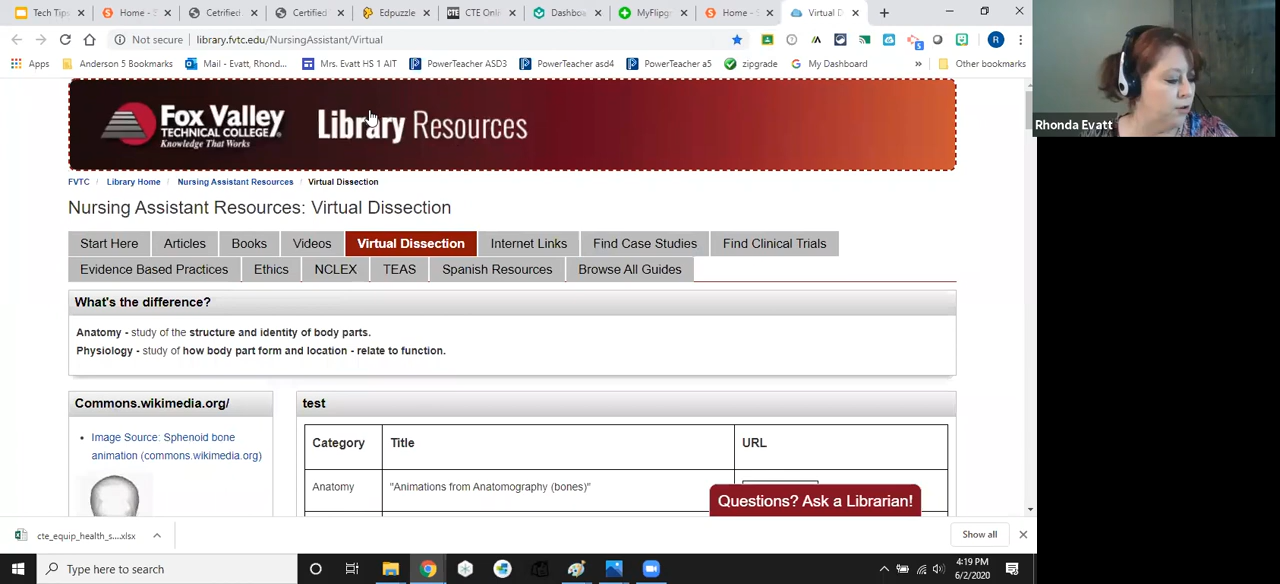 Tech Tips
Home - S
Cetrified
Certified
Edpuzzle
CTE Onli
Dashboa
MyFlipg
Home - S
Virtual D
Not secure
library.fvtc.edu/NursingAssistant/Virtual
R
Apps
Anderson 5 Bookmarks
Mail - Evatt, Rhond...
Mrs. Evatt HS 1 AIT
PowerTeacher ASD3
PowerTeacher asd4
PowerTeacher a5
zipgrade
My Dashboard
»
Other bookmarks
Rhonda Evatt
Fox Valley
TECHNICAL COLLEGE
Knowledge That Works
Library Resources
FVTC / Library Home / Nursing Assistant Resources / Virtual Dissection
Nursing Assistant Resources: Virtual Dissection
Start Here
Articles
Books
Videos
Virtual Dissection
Internet Links
Find Case Studies
Find Clinical Trials
Evidence Based Practices
Ethics
NCLEX
TEAS
Spanish Resources
Browse All Guides
What's the difference?
Anatomy - study of the structure and identity of body parts.
Physiology - study of how body part form and location - relate to function.
Commons.wikimedia.org/
Image Source: Sphenoid bone
animation (commons.wikimedia.org)
test
Category Title URL
Anatomy "Animations from Anatomography (bones)"
Questions? Ask a Librarian!
cte_equip_health_s....xlsx
Show all
Type here to search
4:19 PM
6/2/2020